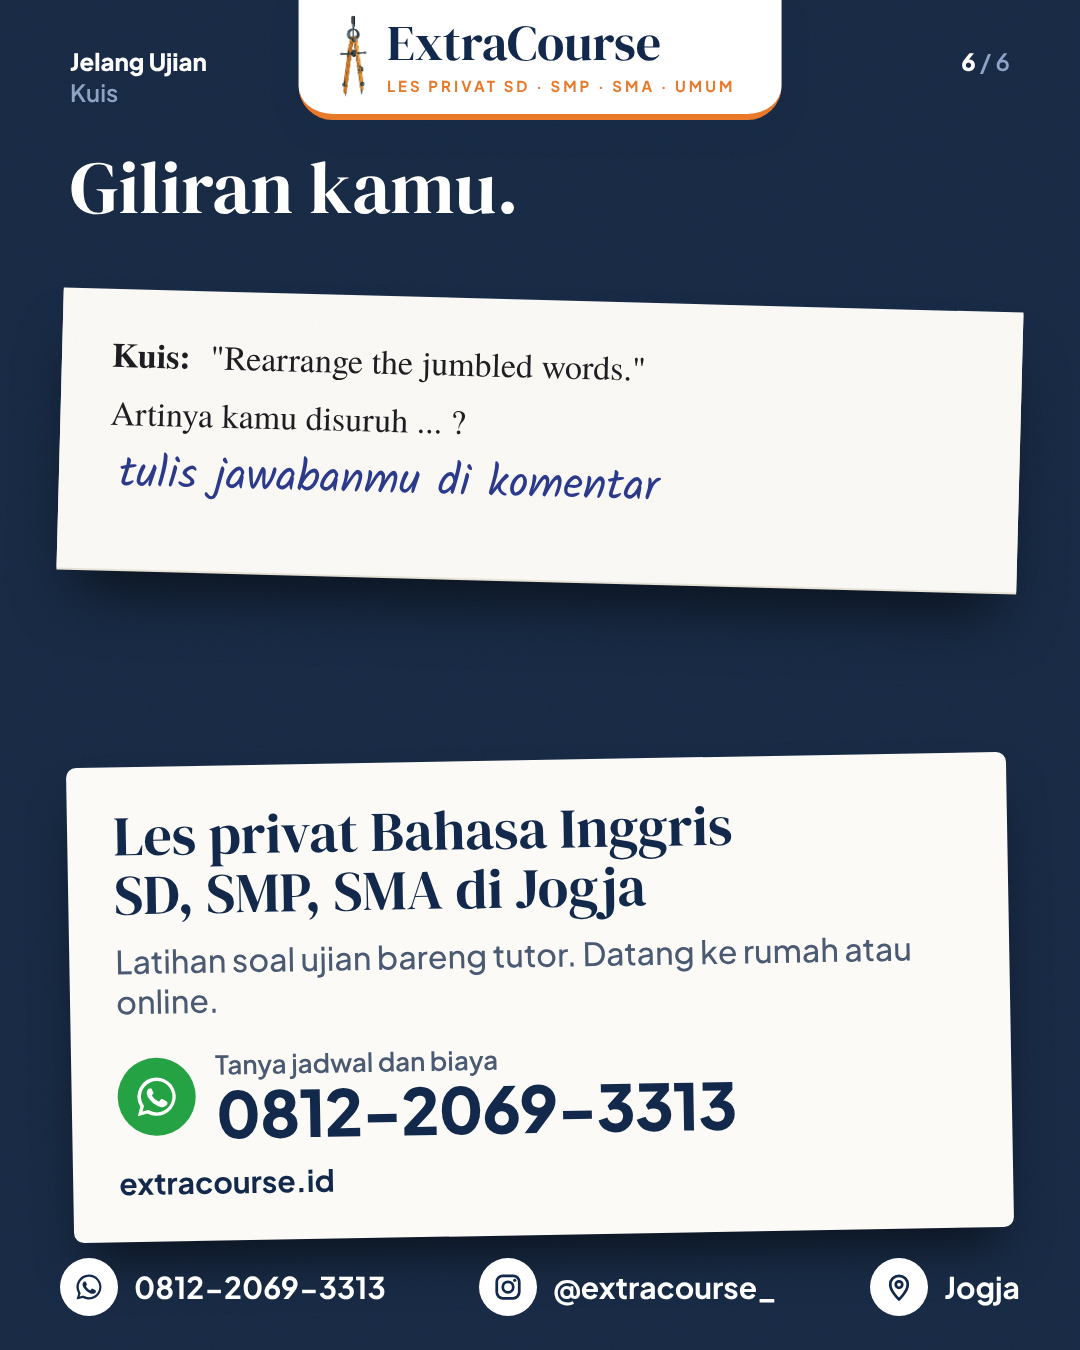 Jelang Ujian
Kuis
ExtraCourse
LES PRIVAT SD · SMP · SMA · UMUM
6 / 6
Giliran kamu.
Kuis: "Rearrange the jumbled words."
Artinya kamu disuruh ... ?
tulis jawabanmu di komentar
Les privat Bahasa Inggris
SD, SMP, SMA di Jogja
Latihan soal ujian bareng tutor. Datang ke rumah atau
online.
Tanya jadwal dan biaya
0812-2069-3313
extracourse.id
0812-2069-3313
@extracourse_
Jogja